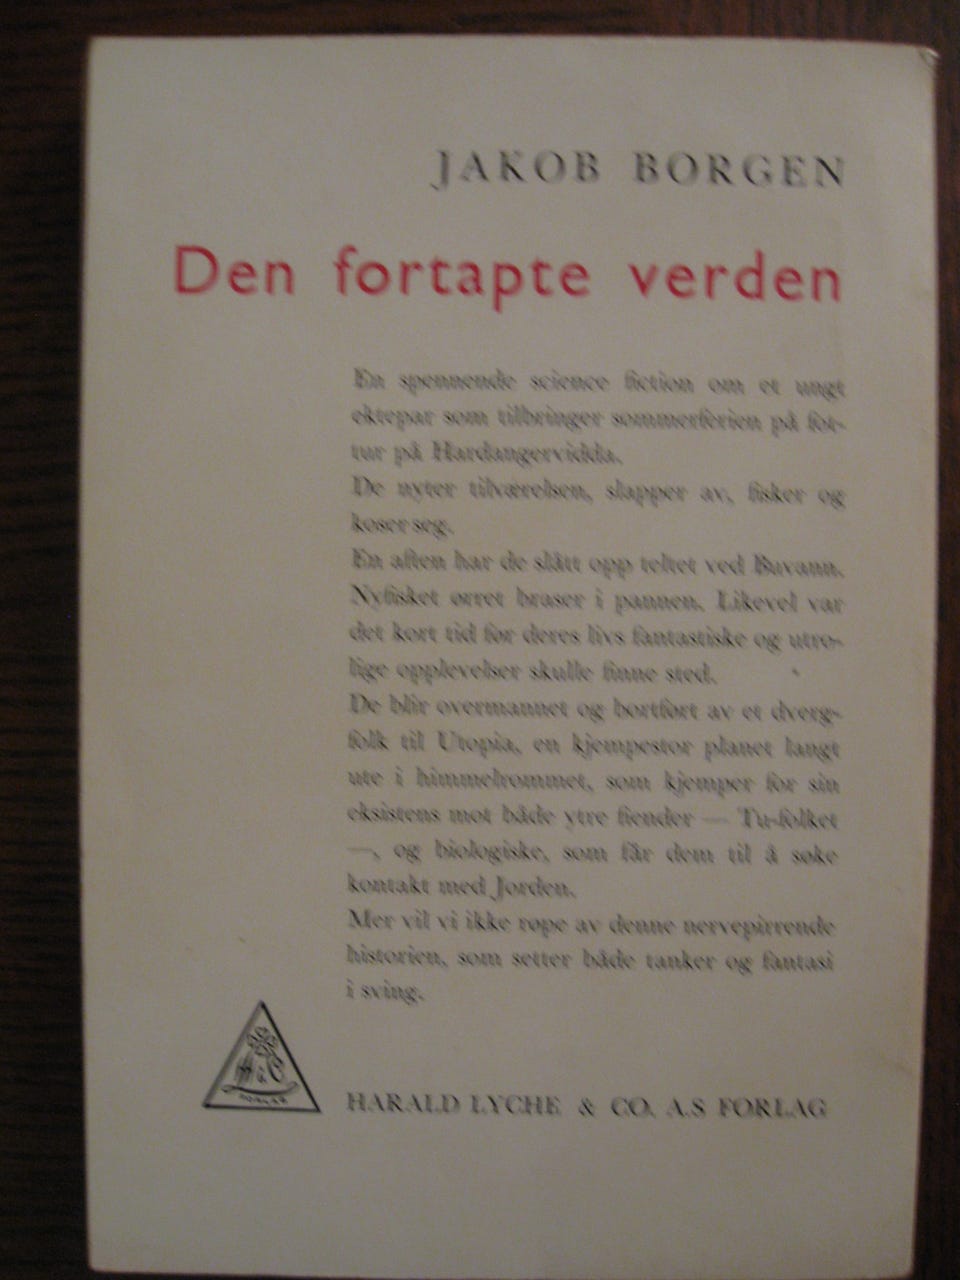 JAKOB BORGEN
Den fortapte verden
En spennende science fiction om et ungt
ektepar som tilbringer sommerferien på fot-
tur på Hardangervidda.
De nyter tilværelsen, slapper av, fisker og
koser seg.
En aften har de slått opp teltet ved Buvann.
Nyfisket ørret braser i pannen. Likevel var
det kort tid før deres livs fantastiske og utro-
lige opplevelser skulle finne sted.
De blir overmannet og bortført av et dverg-
folk til Utopia, en kjempestor planet langt
ute i himmelrommet, som kjemper for sin
eksistens mot både ytre fiender — Tu-folket
—, og biologiske, som får dem til å søke
kontakt med Jorden.
Mer vil vi ikke røpe av denne nervepirrende
historien, som setter både tanker og fantasi
i sving.
HARALD LYCHE & CO. A.S FORLAG